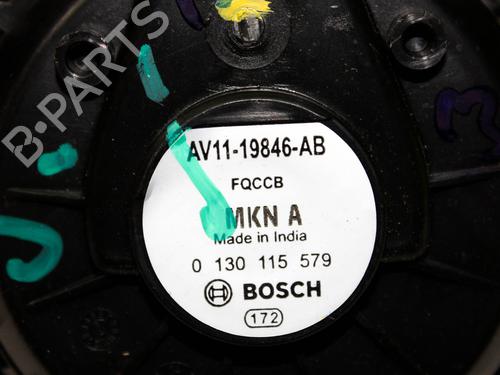 B-PARTS
AV11-19846-AB
FQCCB
MKN A
Made in India
0 130 115 579
BOSCH
172